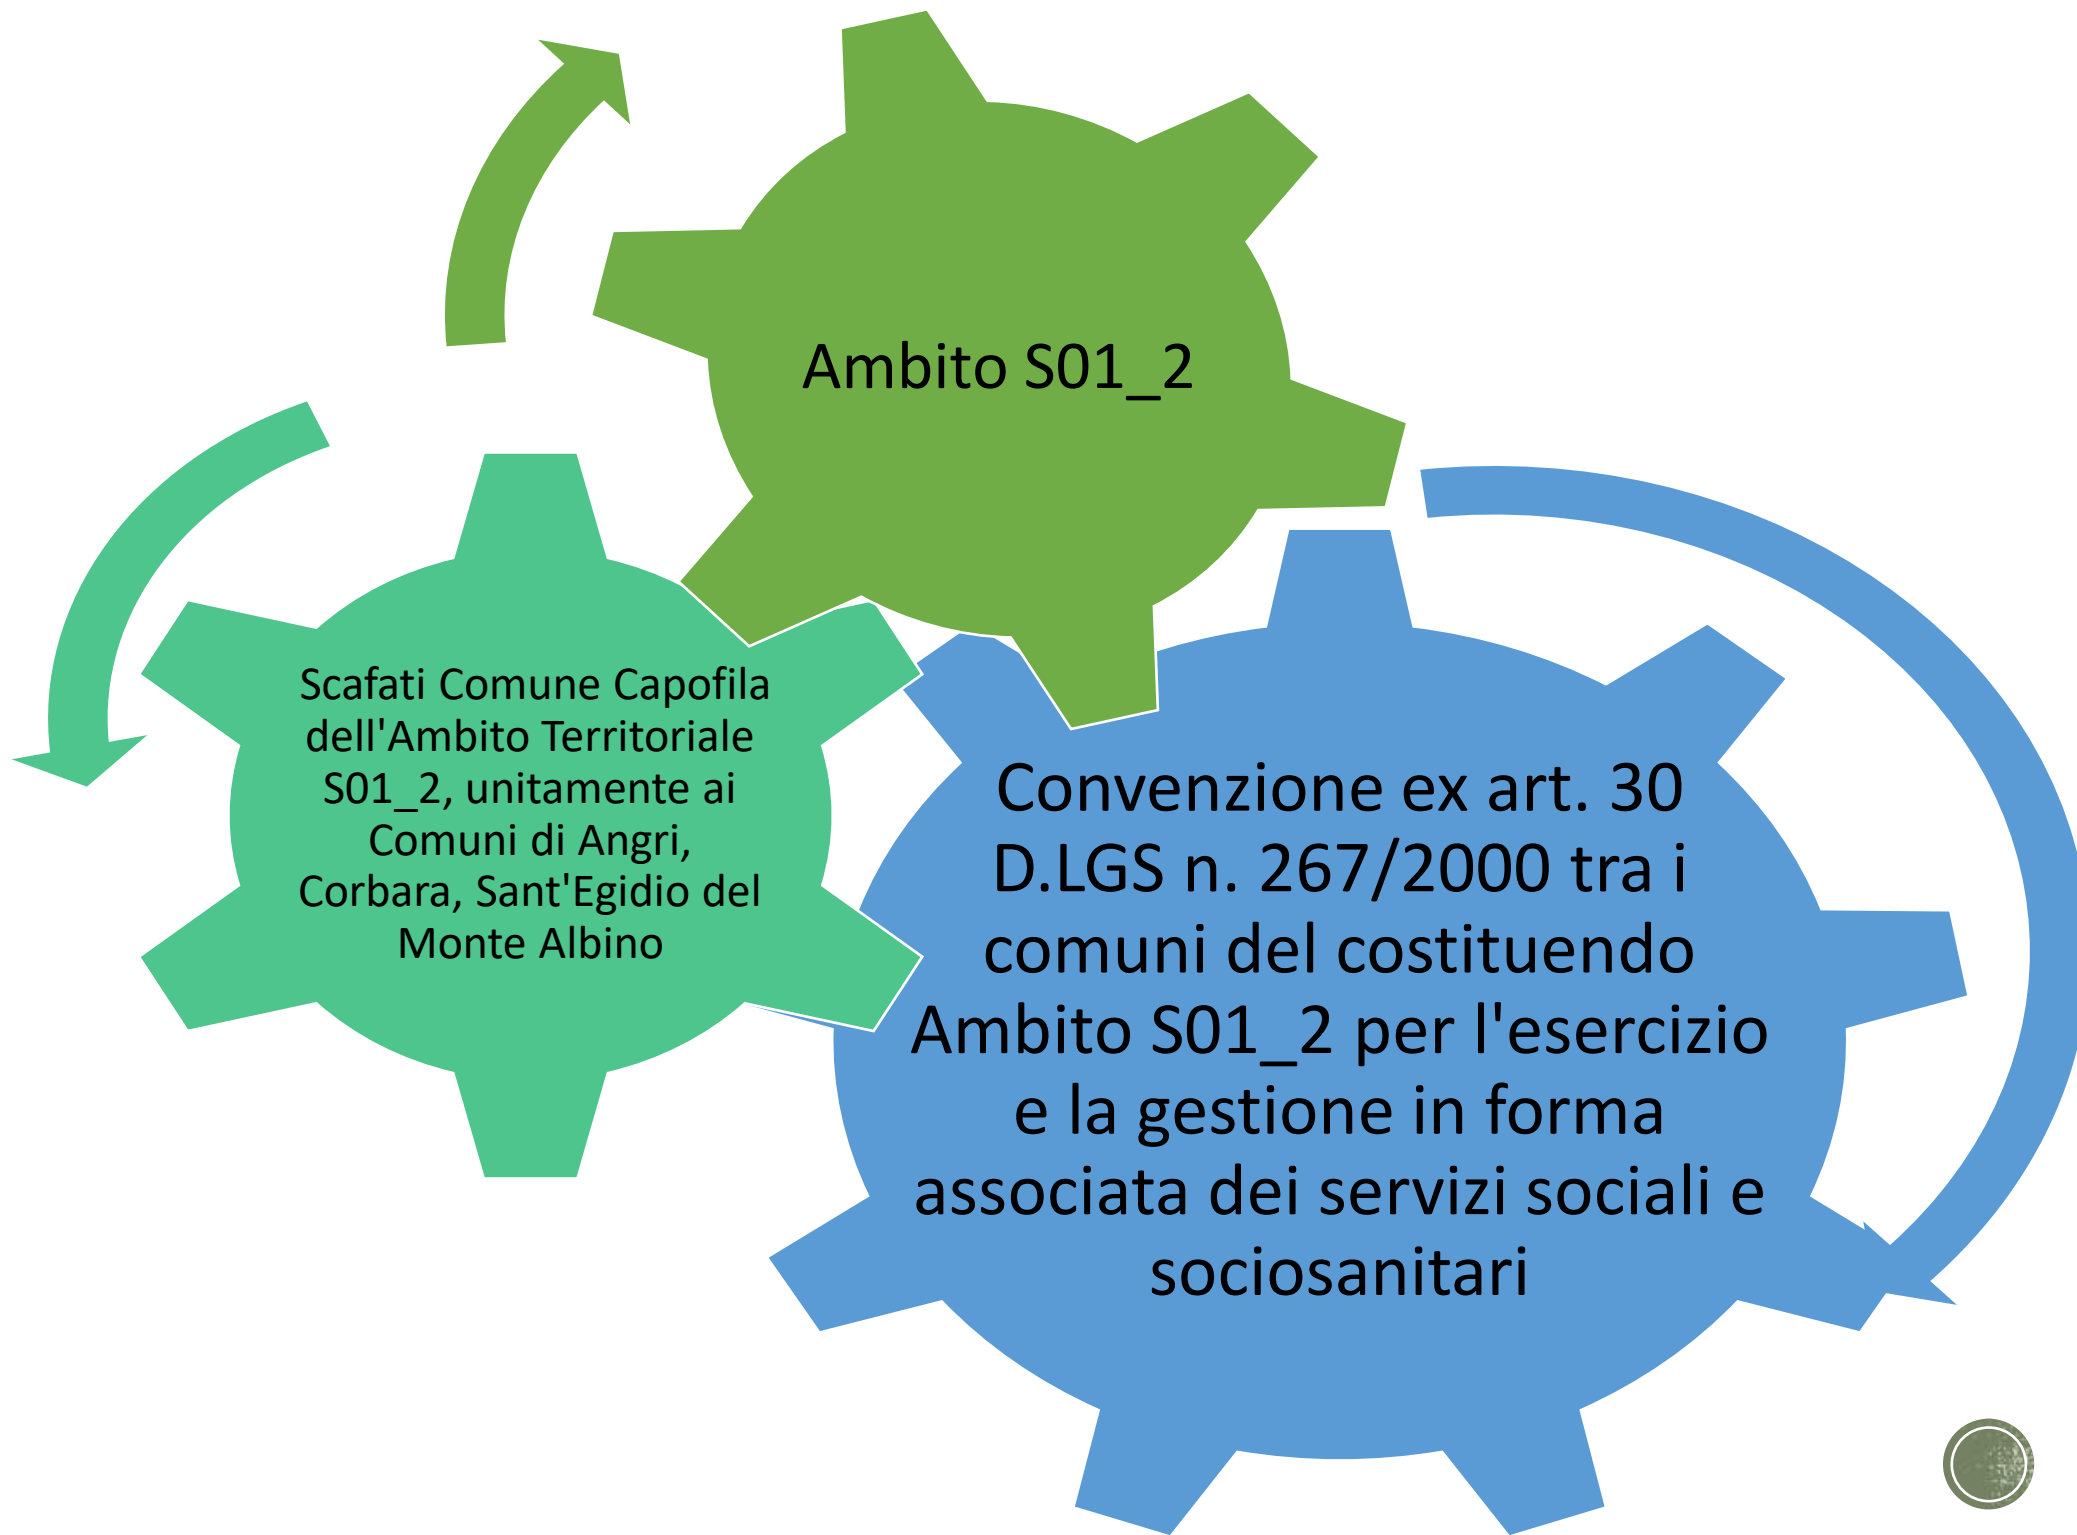 Ambito S01_2
Scafati Comune Capofila
dell'Ambito Territoriale
S01_2, unitamente ai
Comuni di Angri,
Corbara, Sant'Egidio del
Monte Albino
Convenzione ex art. 30
D.LGS n. 267/2000 tra i
comuni del costituendo
Ambito S01_2 per l'esercizio
e la gestione in forma
associata dei servizi sociali e
sociosanitari